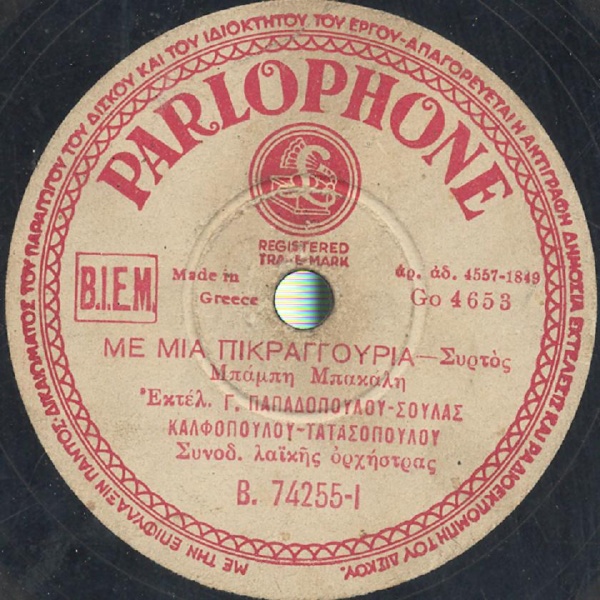 ΜΕ ΤΗΝ ΕΠΙΦΥΛΑΞΙΝ ΠΑΝΤΟΣ ΔΙΚΑΙΩΜΑΤΟΣ ΤΟΥ ΠΑΡΑΓΩΓΟΥ ΤΟΥ ΔΙΣΚΟΥ ΚΑΙ ΤΟΥ ΙΔΙΟΚΤΗΤΟΥ ΤΟΥ ΕΡΓΟΥ-ΑΠΑΓΟΡΕΥΕΤΑΙ Η ΑΝΤΙΓΡΑΦΗ ΔΗΜΟΣΙΑ ΕΚΤΕΛΕΣΙΣ ΚΑΙ ΡΑΔΙΟΕΚΠΟΜΠΗ ΤΟΥ ΔΙΣΚΟΥ.
PARLOPHONE
REGISTERED
TRADE MARK
B.I.E.M.
Made in
Greece
ἀρ. ἀδ. 4557-1849
Go 4653
ΜΕ ΜΙΑ ΠΙΚΡΑΓΓΟΥΡΙΑ—Συρτὸς
Μπάμπη Μπακάλη
Ἐκτέλ. Γ. ΠΑΠΑΔΟΠΟΥΛΟΥ-ΣΟΥΛΑΣ
ΚΑΛΦΟΠΟΥΛΟΥ-ΤΑΤΑΣΟΠΟΥΛΟΥ
Συνοδ. λαϊκῆς ὀρχήστρας
B. 74255-I